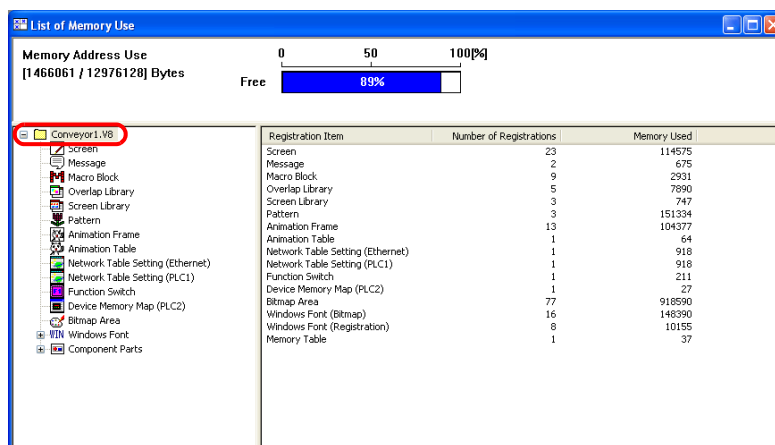 List of Memory Use
Memory Address Use
[1466061 / 12976128] Bytes
0 50 100[%]
Free 89%
Conveyor1.V8
Screen
Message
Macro Block
Overlap Library
Screen Library
Pattern
Animation Frame
Animation Table
Network Table Setting (Ethernet)
Network Table Setting (PLC1)
Function Switch
Device Memory Map (PLC2)
Bitmap Area
WIN Windows Font
Component Parts
Registration Item Number of Registrations Memory Used
Screen 23 114575
Message 2 675
Macro Block 9 2931
Overlap Library 5 7890
Screen Library 3 747
Pattern 3 151334
Animation Frame 13 104377
Animation Table 1 64
Network Table Setting (Ethernet) 1 918
Network Table Setting (PLC1) 1 918
Function Switch 1 211
Device Memory Map (PLC2) 1 27
Bitmap Area 77 918590
Windows Font (Bitmap) 16 148390
Windows Font (Registration) 8 10155
Memory Table 1 37